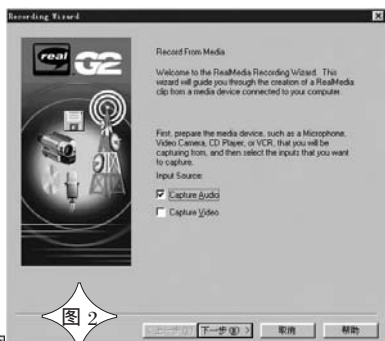 Recording Wizard
real G2
Record From Media
Welcome to the RealMedia Recording Wizard. This
wizard will guide you through the creation of a RealMedia
clip from a media device connected to your computer.
First, prepare the media device, such as a Microphone,
Video Camera, CD Player, or VCR, that you will be
capturing from, and then select the inputs that you want
to capture.
Input Source:
Capture Audio
Capture Video
图 2
<上一步(B) 下一步(N) > 取消 帮助